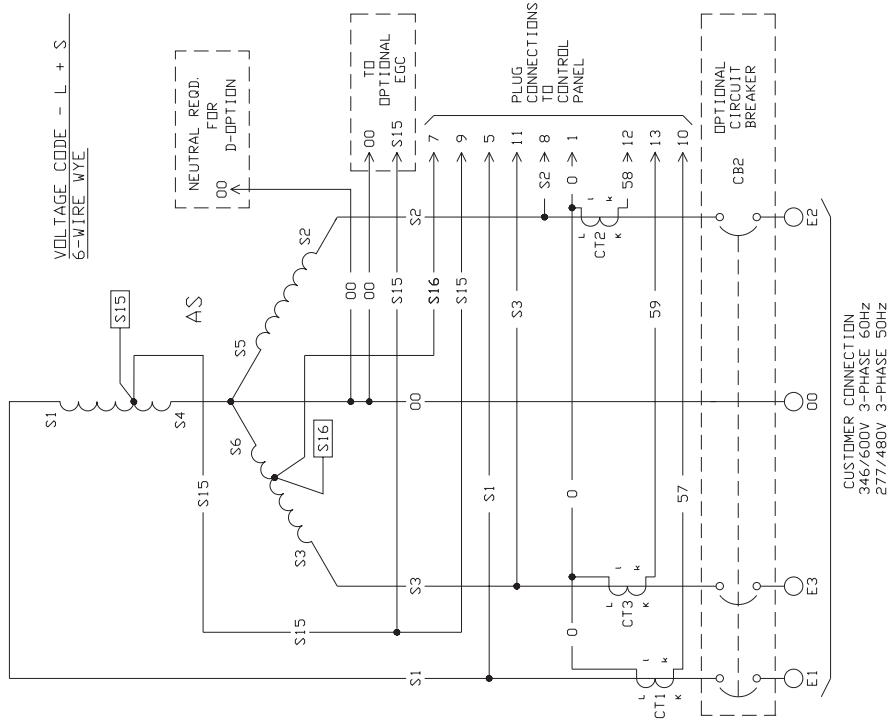 VOLTAGE CODE - L + S
6-WIRE WYE
NEUTRAL REQD.
FOR
D-OPTION
00
TO
OPTIONAL
EGC
00
S15
PLUG
CONNECTIONS
TO
CONTROL
PANEL
7
9
5
11
8
1
12
13
10
OPTIONAL
CIRCUIT
BREAKER
CB2
S15
AS
S1
S4
S5
S2
S6
S16
S3
S15
S15
S1
S3
00
S2
00
00
S15
S16
S15
S1
S3
S2
0
58
59
57
0
0
L
l
k
K
CT2
L
l
k
K
CT3
L
l
k
K
CT1
E1
E3
00
E2
CUSTOMER CONNECTION
346/600V 3-PHASE 60Hz
277/480V 3-PHASE 50Hz